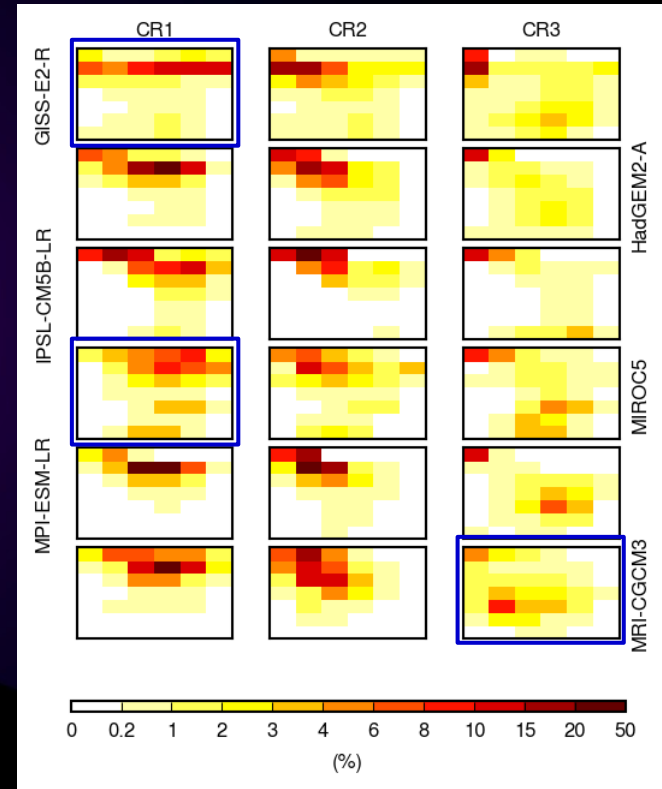 CR1 CR2 CR3
GISS-E2-R
HadGEM2-A
IPSL-CM5B-LR
MIROC5
MPI-ESM-LR
MRI-CGCM3
0 0.2 1 2 3 4 6 8 10 15 20 50
(%)